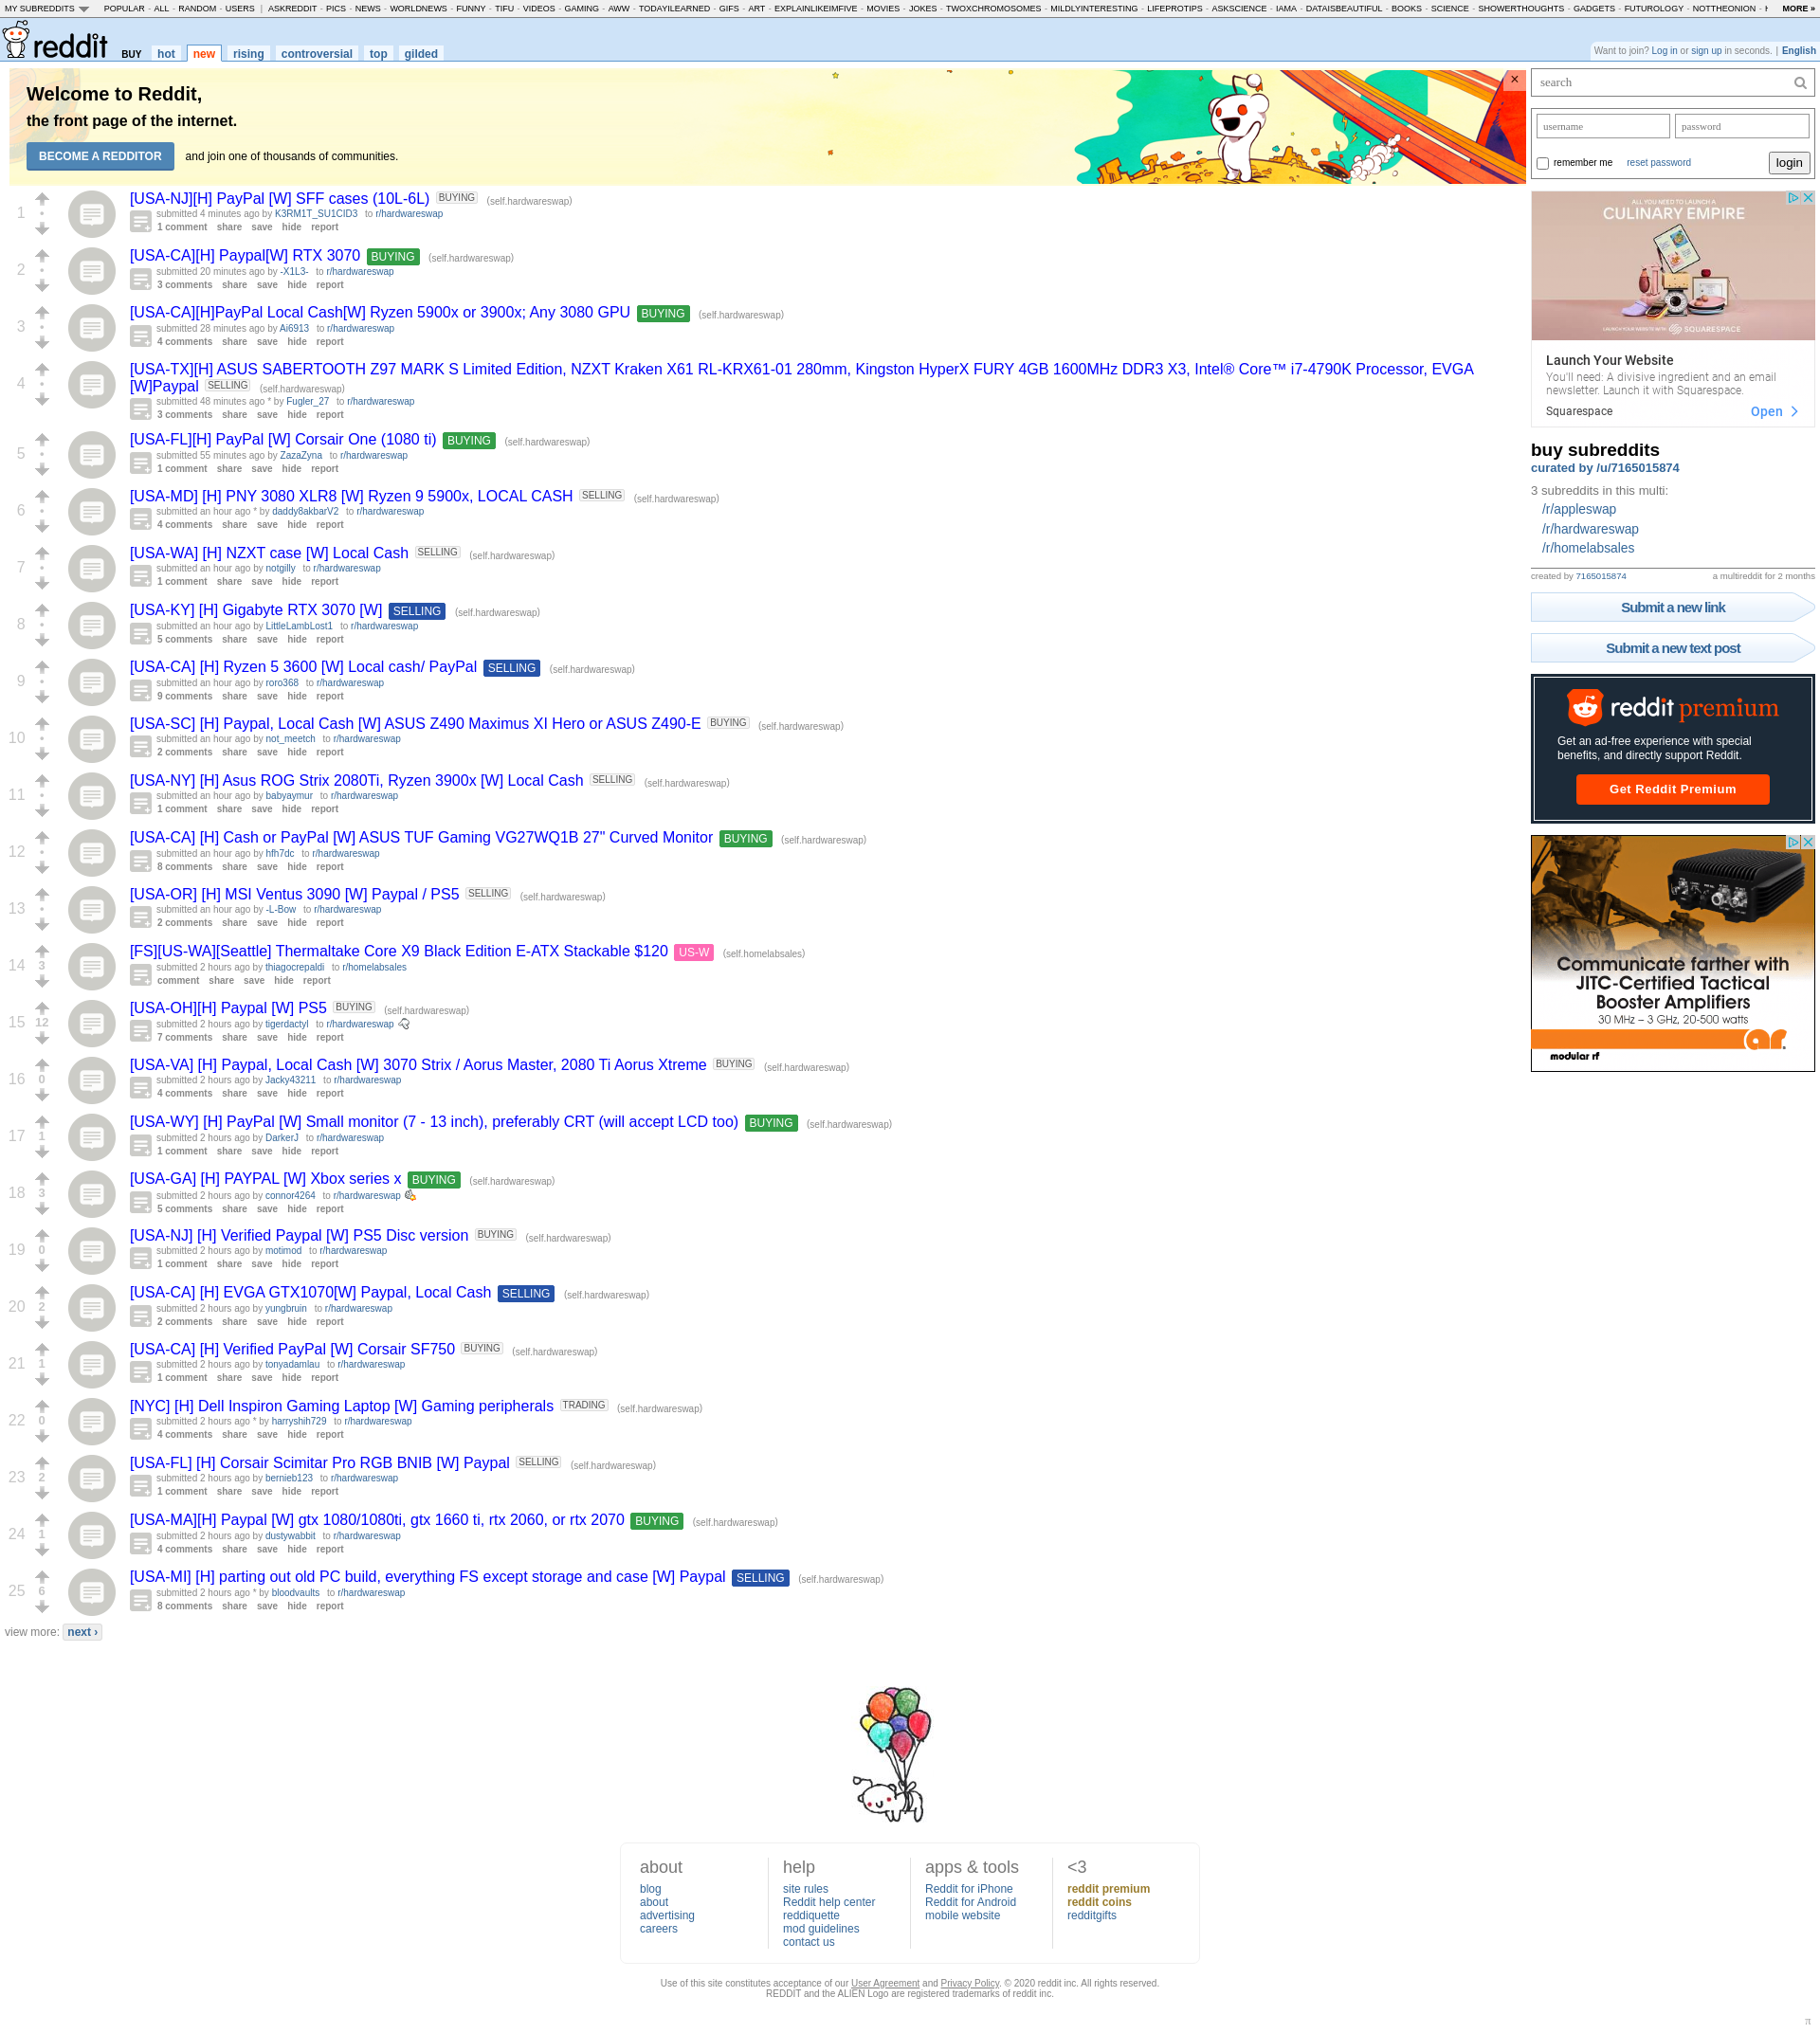 MY SUBREDDITS POPULAR - ALL - RANDOM - USERS | ASKREDDIT - PICS - NEWS - WORLDNEWS - FUNNY - TIFU - VIDEOS - GAMING - AWW - TODAYILEARNED - GIFS - ART - EXPLAINLIKEIMFIVE - MOVIES - JOKES - TWOXCHROMOSOMES - MILDLYINTERESTING - LIFEPROTIPS - ASKSCIENCE - IAMA - DATAISBEAUTIFUL - BOOKS - SCIENCE - SHOWERTHOUGHTS - GADGETS - FUTUROLOGY - NOTTHEONION - MORE »
reddit BUY hot new rising controversial top gilded
Want to join? Log in or sign up in seconds. | English
Welcome to Reddit,
the front page of the internet.
BECOME A REDDITOR and join one of thousands of communities.
×
1
[USA-NJ][H] PayPal [W] SFF cases (10L-6L) BUYING (self.hardwareswap)
submitted 4 minutes ago by K3RM1T_SU1CID3 to r/hardwareswap
1 comment share save hide report
2
[USA-CA][H] Paypal[W] RTX 3070 BUYING (self.hardwareswap)
submitted 20 minutes ago by -X1L3- to r/hardwareswap
3 comments share save hide report
3
[USA-CA][H]PayPal Local Cash[W] Ryzen 5900x or 3900x; Any 3080 GPU BUYING (self.hardwareswap)
submitted 28 minutes ago by Ai6913 to r/hardwareswap
4 comments share save hide report
4
[USA-TX][H] ASUS SABERTOOTH Z97 MARK S Limited Edition, NZXT Kraken X61 RL-KRX61-01 280mm, Kingston HyperX FURY 4GB 1600MHz DDR3 X3, Intel® Core™ i7-4790K Processor, EVGA
[W]Paypal SELLING (self.hardwareswap)
submitted 48 minutes ago * by Fugler_27 to r/hardwareswap
3 comments share save hide report
5
[USA-FL][H] PayPal [W] Corsair One (1080 ti) BUYING (self.hardwareswap)
submitted 55 minutes ago by ZazaZyna to r/hardwareswap
1 comment share save hide report
6
[USA-MD] [H] PNY 3080 XLR8 [W] Ryzen 9 5900x, LOCAL CASH SELLING (self.hardwareswap)
submitted an hour ago * by daddy8akbarV2 to r/hardwareswap
4 comments share save hide report
7
[USA-WA] [H] NZXT case [W] Local Cash SELLING (self.hardwareswap)
submitted an hour ago by notgilly to r/hardwareswap
1 comment share save hide report
8
[USA-KY] [H] Gigabyte RTX 3070 [W] SELLING (self.hardwareswap)
submitted an hour ago by LittleLambLost1 to r/hardwareswap
5 comments share save hide report
9
[USA-CA] [H] Ryzen 5 3600 [W] Local cash/ PayPal SELLING (self.hardwareswap)
submitted an hour ago by roro368 to r/hardwareswap
9 comments share save hide report
10
[USA-SC] [H] Paypal, Local Cash [W] ASUS Z490 Maximus XI Hero or ASUS Z490-E BUYING (self.hardwareswap)
submitted an hour ago by not_meetch to r/hardwareswap
2 comments share save hide report
11
[USA-NY] [H] Asus ROG Strix 2080Ti, Ryzen 3900x [W] Local Cash SELLING (self.hardwareswap)
submitted an hour ago by babyaymur to r/hardwareswap
1 comment share save hide report
12
[USA-CA] [H] Cash or PayPal [W] ASUS TUF Gaming VG27WQ1B 27" Curved Monitor BUYING (self.hardwareswap)
submitted an hour ago by hfh7dc to r/hardwareswap
8 comments share save hide report
13
[USA-OR] [H] MSI Ventus 3090 [W] Paypal / PS5 SELLING (self.hardwareswap)
submitted an hour ago by -L-Bow to r/hardwareswap
2 comments share save hide report
14 3
[FS][US-WA][Seattle] Thermaltake Core X9 Black Edition E-ATX Stackable $120 US-W (self.homelabsales)
submitted 2 hours ago by thiagocrepaldi to r/homelabsales
comment share save hide report
15 12
[USA-OH][H] Paypal [W] PS5 BUYING (self.hardwareswap)
submitted 2 hours ago by tigerdactyl to r/hardwareswap
7 comments share save hide report
16 0
[USA-VA] [H] Paypal, Local Cash [W] 3070 Strix / Aorus Master, 2080 Ti Aorus Xtreme BUYING (self.hardwareswap)
submitted 2 hours ago by Jacky43211 to r/hardwareswap
4 comments share save hide report
17 1
[USA-WY] [H] PayPal [W] Small monitor (7 - 13 inch), preferably CRT (will accept LCD too) BUYING (self.hardwareswap)
submitted 2 hours ago by DarkerJ to r/hardwareswap
1 comment share save hide report
18 3
[USA-GA] [H] PAYPAL [W] Xbox series x BUYING (self.hardwareswap)
submitted 2 hours ago by connor4264 to r/hardwareswap
5 comments share save hide report
19 0
[USA-NJ] [H] Verified Paypal [W] PS5 Disc version BUYING (self.hardwareswap)
submitted 2 hours ago by motimod to r/hardwareswap
1 comment share save hide report
20 2
[USA-CA] [H] EVGA GTX1070[W] Paypal, Local Cash SELLING (self.hardwareswap)
submitted 2 hours ago by yungbruin to r/hardwareswap
2 comments share save hide report
21 1
[USA-CA] [H] Verified PayPal [W] Corsair SF750 BUYING (self.hardwareswap)
submitted 2 hours ago by tonyadamlau to r/hardwareswap
1 comment share save hide report
22 0
[NYC] [H] Dell Inspiron Gaming Laptop [W] Gaming peripherals TRADING (self.hardwareswap)
submitted 2 hours ago * by harryshih729 to r/hardwareswap
4 comments share save hide report
23 2
[USA-FL] [H] Corsair Scimitar Pro RGB BNIB [W] Paypal SELLING (self.hardwareswap)
submitted 2 hours ago by bernieb123 to r/hardwareswap
1 comment share save hide report
24 1
[USA-MA][H] Paypal [W] gtx 1080/1080ti, gtx 1660 ti, rtx 2060, or rtx 2070 BUYING (self.hardwareswap)
submitted 2 hours ago by dustywabbit to r/hardwareswap
4 comments share save hide report
25 6
[USA-MI] [H] parting out old PC build, everything FS except storage and case [W] Paypal SELLING (self.hardwareswap)
submitted 2 hours ago * by bloodvaults to r/hardwareswap
8 comments share save hide report
view more: next ›
search
username password
remember me reset password login
ALL YOU NEED TO LAUNCH A
CULINARY EMPIRE
LAUNCH YOUR WEBSITE WITH SQUARESPACE
Launch Your Website
You'll need: A divisive ingredient and an email
newsletter. Launch it with Squarespace.
Squarespace Open
buy subreddits
curated by /u/7165015874
3 subreddits in this multi:
/r/appleswap
/r/hardwareswap
/r/homelabsales
created by 7165015874 a multireddit for 2 months
Submit a new link
Submit a new text post
reddit premium
Get an ad-free experience with special
benefits, and directly support Reddit.
Get Reddit Premium
Communicate farther with
JITC-Certified Tactical
Booster Amplifiers
30 MHz – 3 GHz, 20-500 watts
ar
modular rf
about
blog
about
advertising
careers
help
site rules
Reddit help center
reddiquette
mod guidelines
contact us
apps & tools
Reddit for iPhone
Reddit for Android
mobile website
<3
reddit premium
reddit coins
redditgifts
Use of this site constitutes acceptance of our User Agreement and Privacy Policy. © 2020 reddit inc. All rights reserved.
REDDIT and the ALIEN Logo are registered trademarks of reddit inc.
π